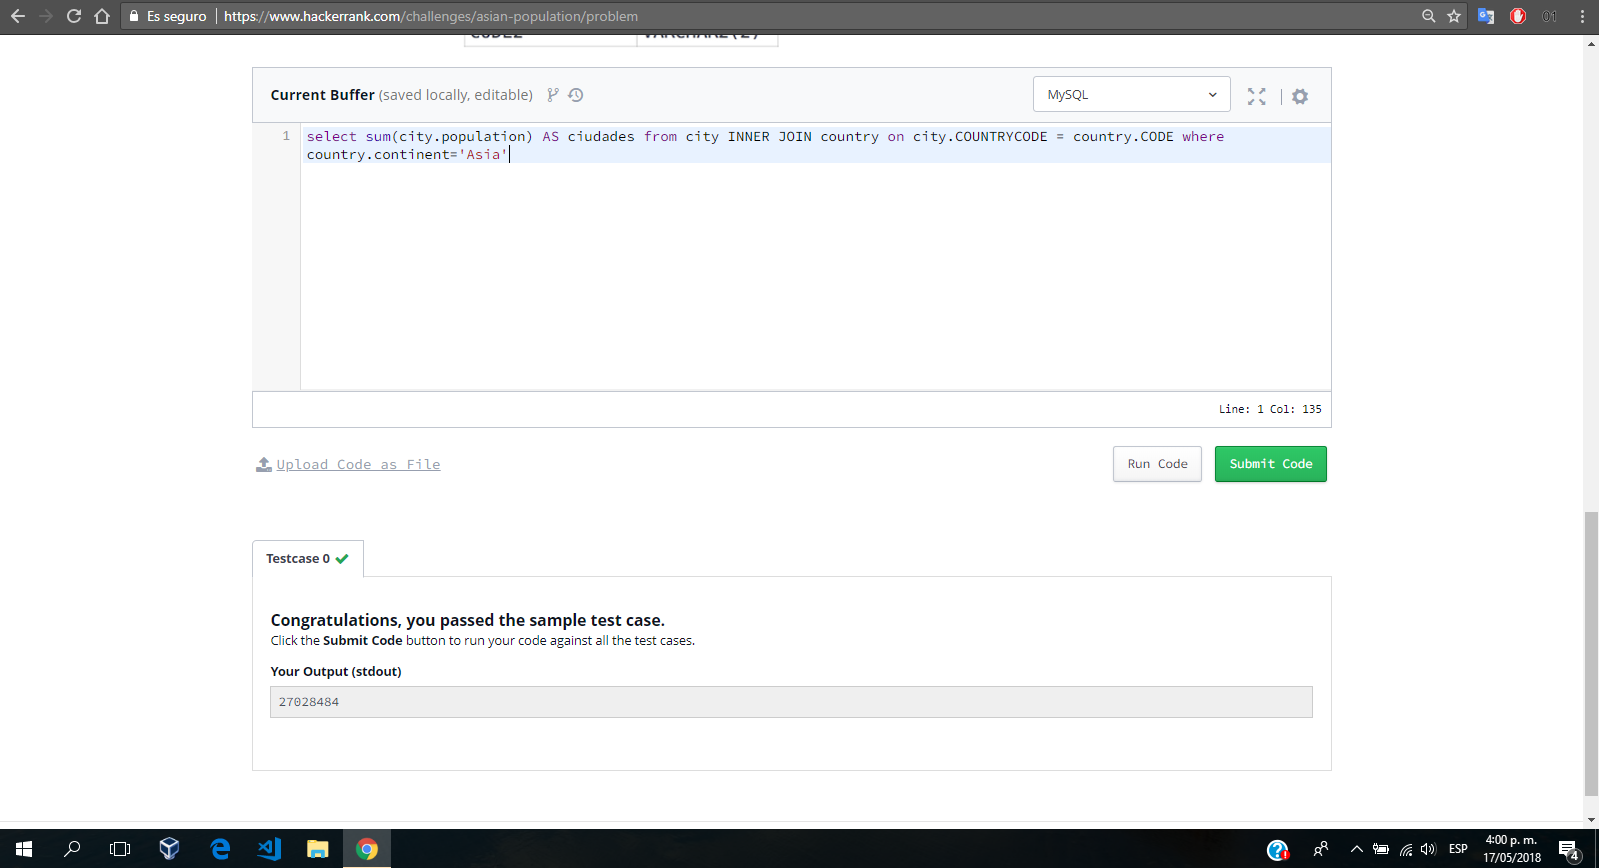 Es seguro
https://www.hackerrank.com/challenges/asian-population/problem
01
CODE2 VARCHAR2(2)
Current Buffer (saved locally, editable)
MySQL
1 select sum(city.population) AS ciudades from city INNER JOIN country on city.COUNTRYCODE = country.CODE where
country.continent='Asia'
Line: 1 Col: 135
Upload Code as File
Run Code
Submit Code
Testcase 0
Congratulations, you passed the sample test case.
Click the Submit Code button to run your code against all the test cases.
Your Output (stdout)
27028484
ESP
4:00 p. m.
17/05/2018
4